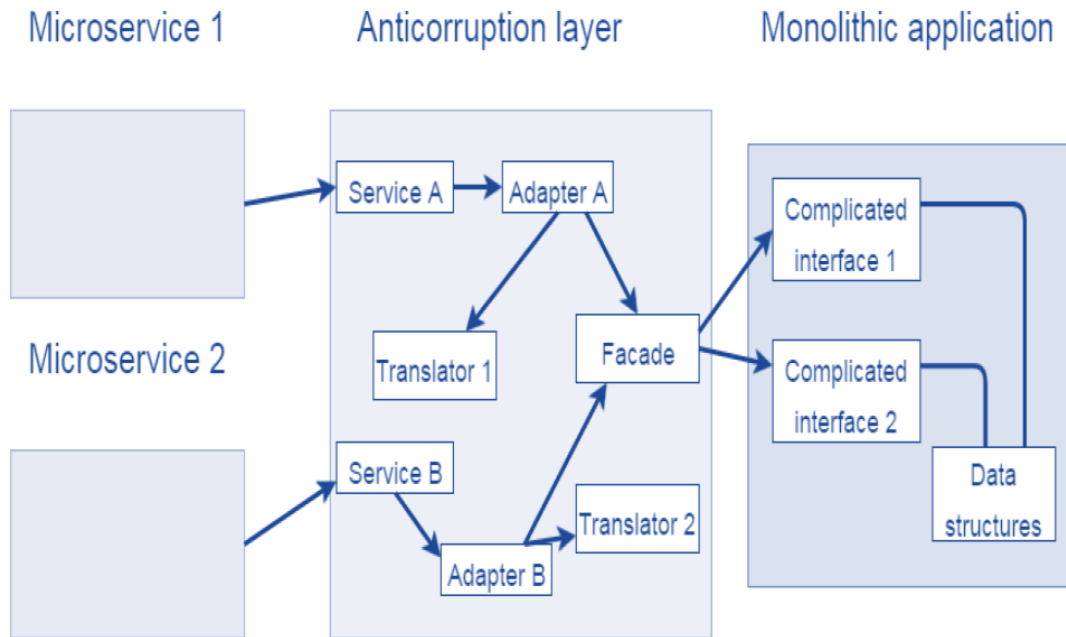 Microservice 1
Anticorruption layer
Monolithic application
Service A
Adapter A
Complicated
interface 1
Translator 1
Facade
Microservice 2
Complicated
interface 2
Service B
Data
structures
Translator 2
Adapter B